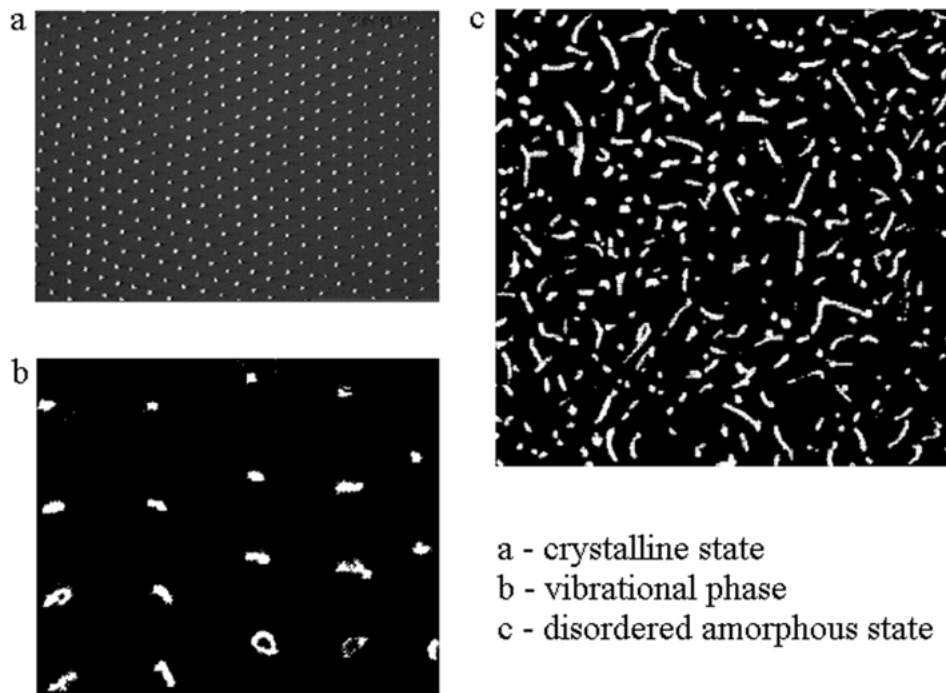 a
c
b
a - crystalline state
b - vibrational phase
c - disordered amorphous state